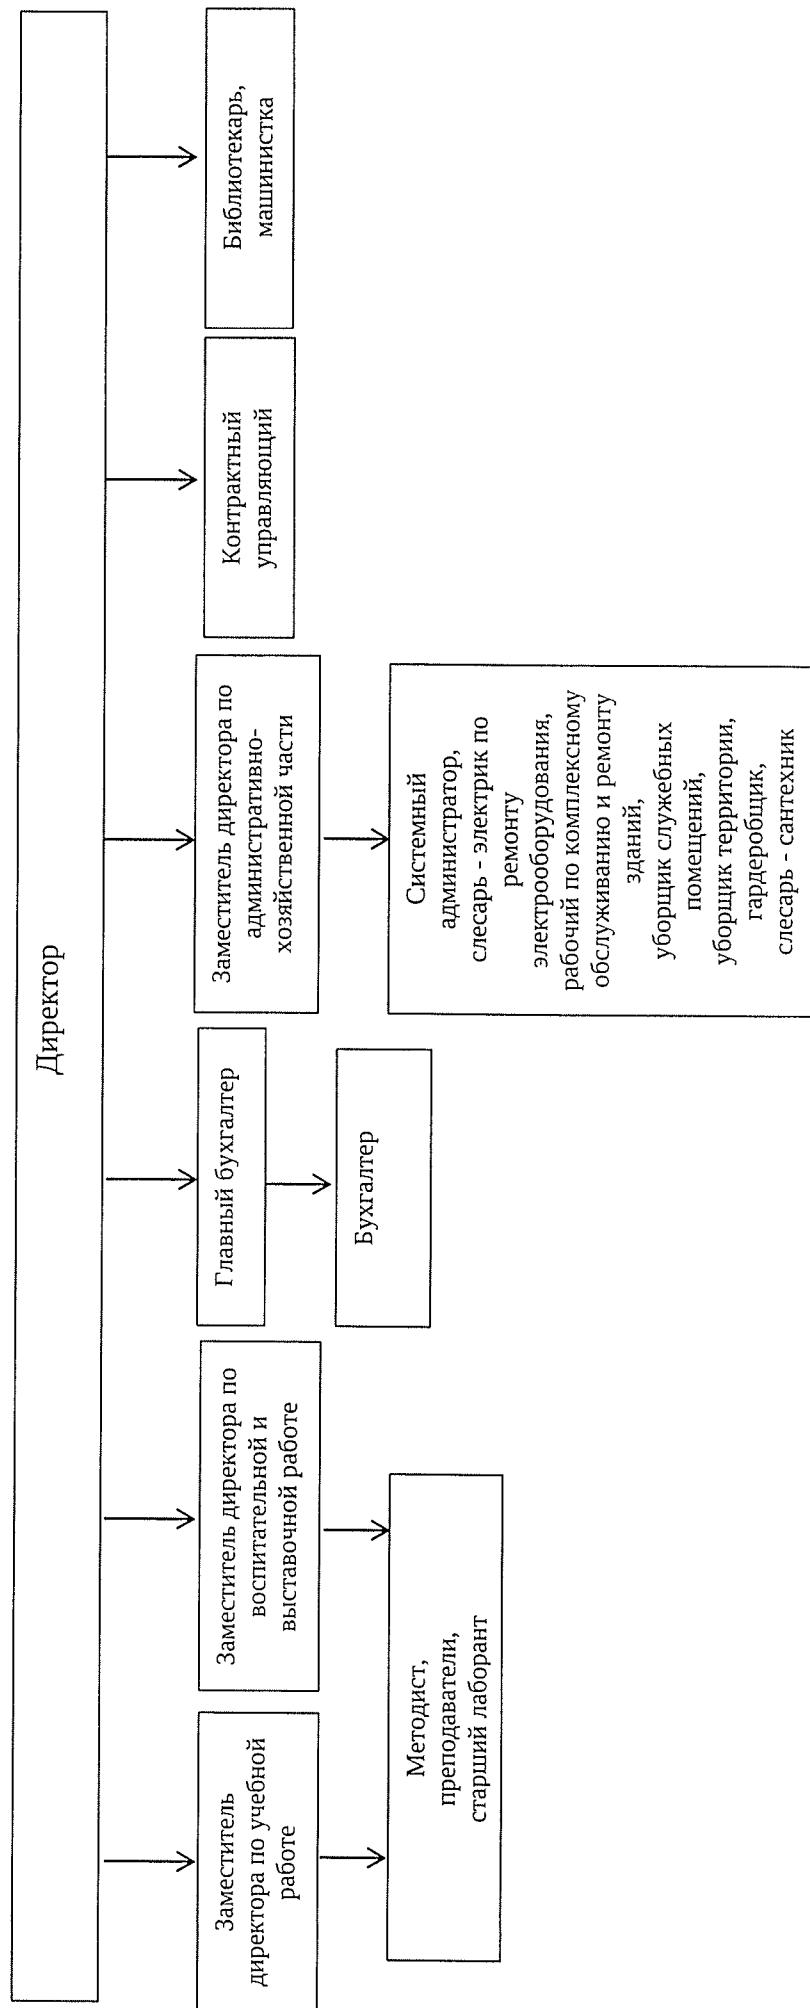 Директор
Заместитель
директора по учебной
работе
Заместитель директора по
воспитательной и
выставочной работе
Главный бухгалтер
Заместитель директора по
административно-
хозяйственной части
Контрактный
управляющий
Библиотекарь,
машинистка
Методист,
преподаватели,
старший лаборант
Бухгалтер
Системный
администратор,
слесарь - электрик по
ремонту
электрооборудования,
рабочий по комплексному
обслуживанию и ремонту
зданий,
уборщик служебных
помещений,
уборщик территории,
гардеробщик,
слесарь - сантехник